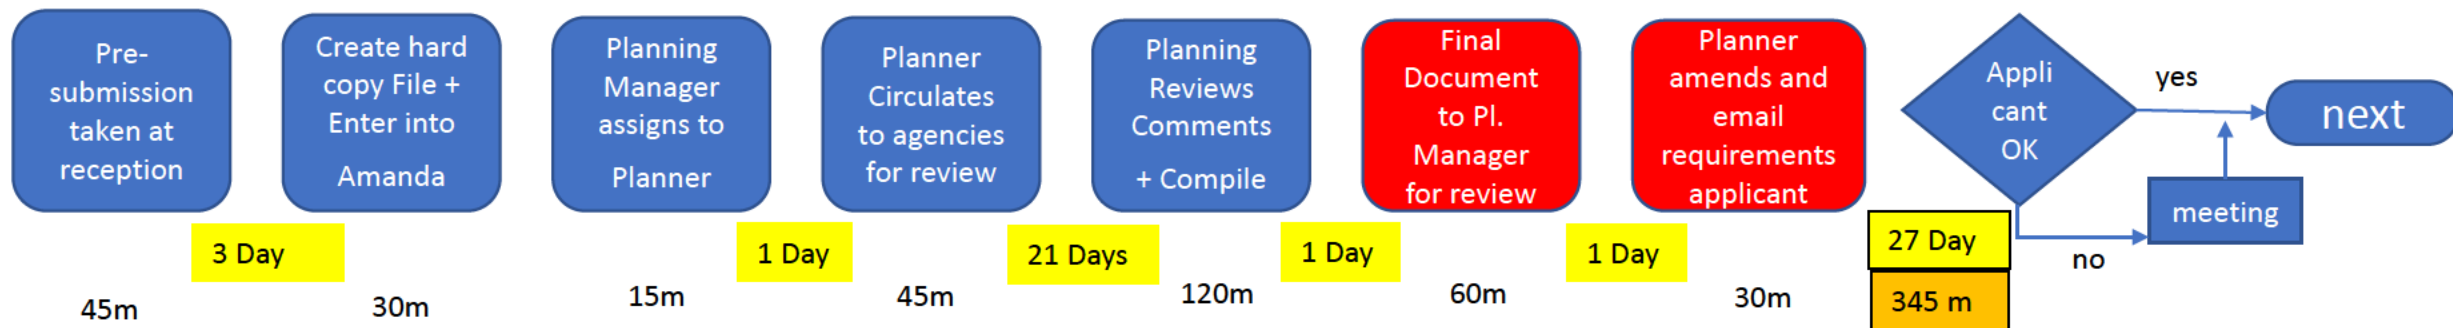 Pre-
submission
taken at
reception
Create hard
copy File +
Enter into
Amanda
Planning
Manager
assigns to
Planner
Planner
Circulates
to agencies
for review
Planning
Reviews
Comments
+ Compile
Final
Document
to Pl.
Manager
for review
Planner
amends and
email
requirements
applicant
Appli
cant
OK
yes
next
meeting
no
3 Day
1 Day
21 Days
1 Day
1 Day
27 Day
45m
30m
15m
45m
120m
60m
30m
345 m